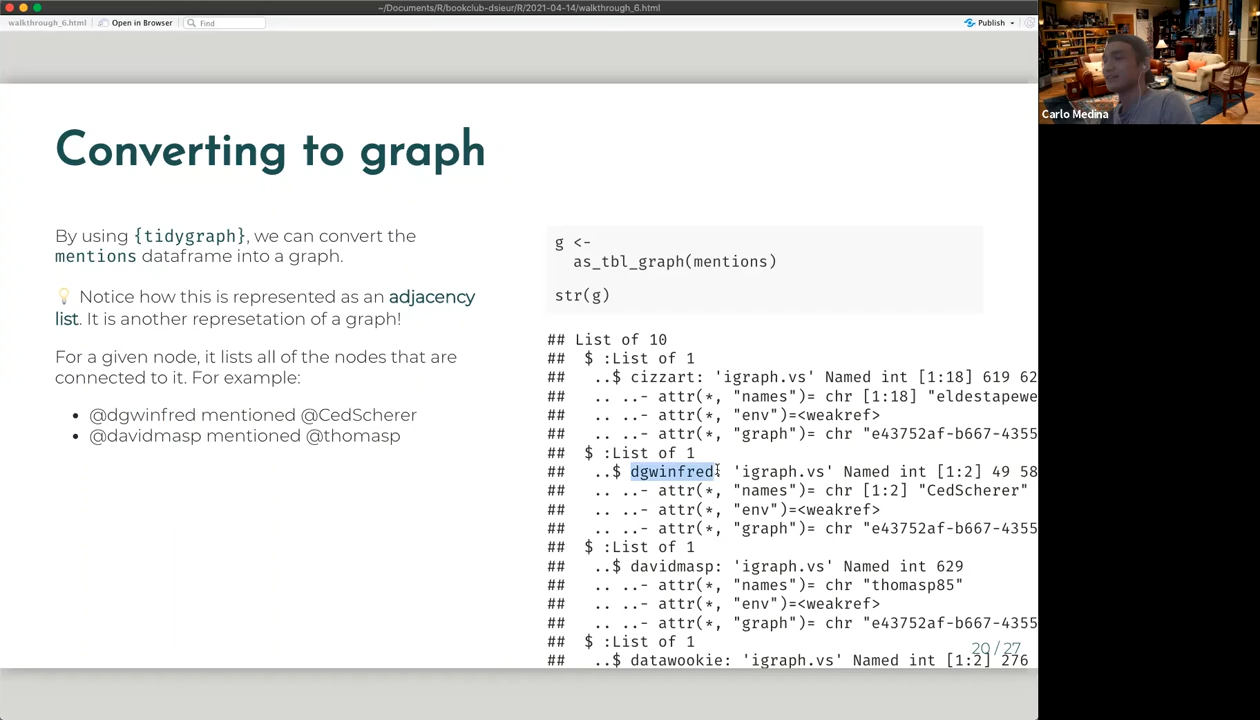 ~/Documents/R/bookclub-dsieur/R/2021-04-14/walkthrough_6.html
walkthrough_6.html
Open in Browser
Find
Publish
Carlo Medina
Converting to graph
By using {tidygraph}, we can convert the
mentions dataframe into a graph.
💡 Notice how this is represented as an adjacency
list. It is another represetation of a graph!
For a given node, it lists all of the nodes that are
connected to it. For example:
• @dgwinfred mentioned @CedScherer
• @davidmasp mentioned @thomasp
g <-
as_tbl_graph(mentions)
str(g)
## List of 10
##  $ :List of 1
##   ..$ cizzart: 'igraph.vs' Named int [1:18] 619 62
##   .. ..- attr(*, "names")= chr [1:18] "eldestapewe
##   .. ..- attr(*, "env")=<weakref>
##   .. ..- attr(*, "graph")= chr "e43752af-b667-4355
##  $ :List of 1
##   ..$ dgwinfred: 'igraph.vs' Named int [1:2] 49 58
##   .. ..- attr(*, "names")= chr [1:2] "CedScherer"
##   .. ..- attr(*, "env")=<weakref>
##   .. ..- attr(*, "graph")= chr "e43752af-b667-4355
##  $ :List of 1
##   ..$ davidmasp: 'igraph.vs' Named int 629
##   .. ..- attr(*, "names")= chr "thomasp85"
##   .. ..- attr(*, "env")=<weakref>
##   .. ..- attr(*, "graph")= chr "e43752af-b667-4355
##  $ :List of 1
##   ..$ datawookie: 'igraph.vs' Named int [1:2] 276
20 / 27